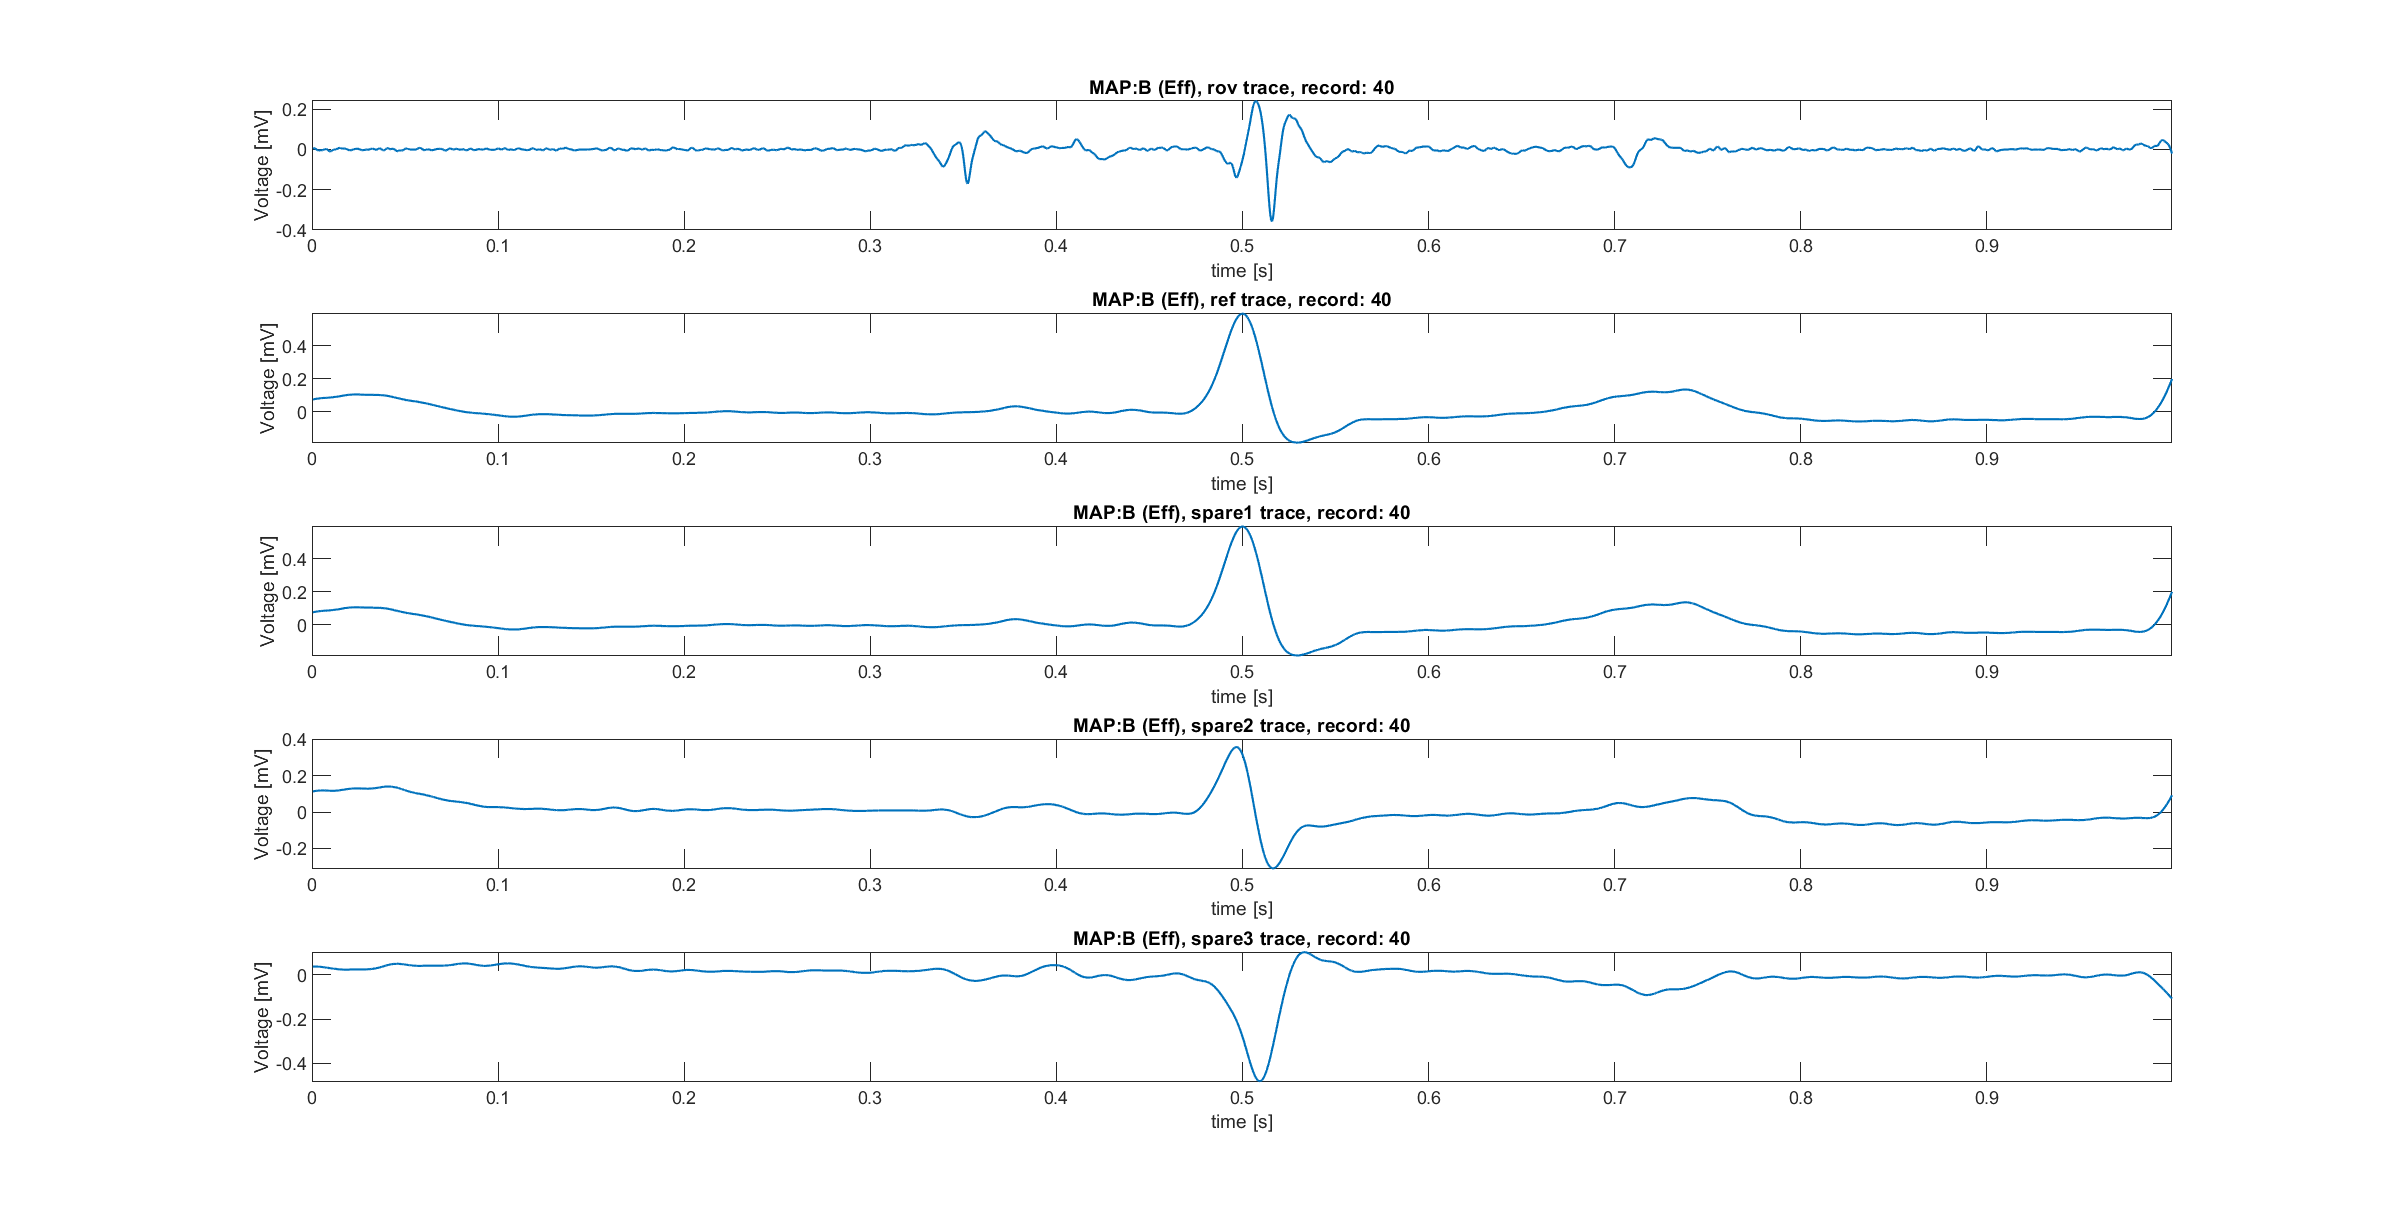 MAP:B (Eff), rov trace, record: 40
Voltage [mV]
0.2
0
-0.2
-0.4
0 0.1 0.2 0.3 0.4 0.5 0.6 0.7 0.8 0.9
time [s]
MAP:B (Eff), ref trace, record: 40
Voltage [mV]
0.4
0.2
0
0 0.1 0.2 0.3 0.4 0.5 0.6 0.7 0.8 0.9
time [s]
MAP:B (Eff), spare1 trace, record: 40
Voltage [mV]
0.4
0.2
0
0 0.1 0.2 0.3 0.4 0.5 0.6 0.7 0.8 0.9
time [s]
MAP:B (Eff), spare2 trace, record: 40
Voltage [mV]
0.4
0.2
0
-0.2
0 0.1 0.2 0.3 0.4 0.5 0.6 0.7 0.8 0.9
time [s]
MAP:B (Eff), spare3 trace, record: 40
Voltage [mV]
0
-0.2
-0.4
0 0.1 0.2 0.3 0.4 0.5 0.6 0.7 0.8 0.9
time [s]